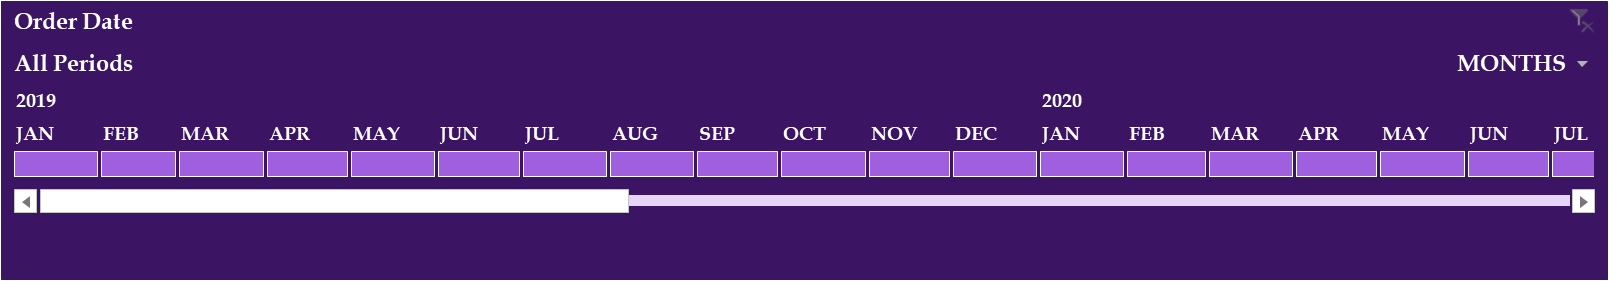 Order Date
All Periods MONTHS
2019 2020
JAN FEB MAR APR MAY JUN JUL AUG SEP OCT NOV DEC JAN FEB MAR APR MAY JUN JUL